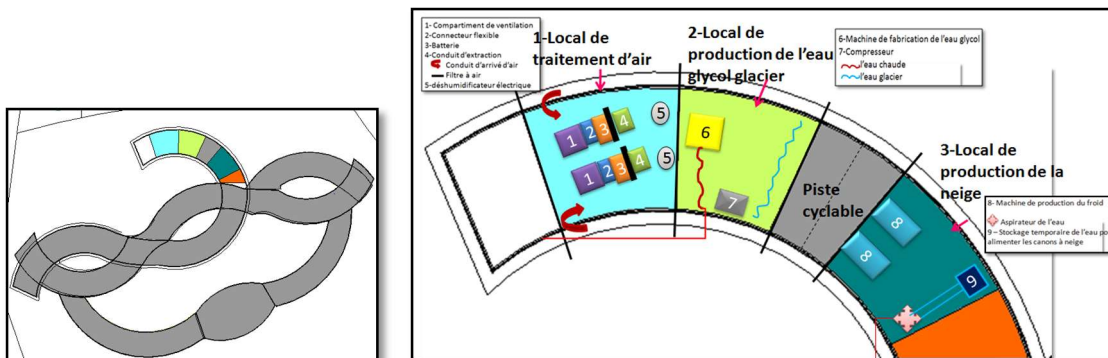 1- Compartiment de ventilation
2-Connecteur flexible
3-Batterie
4-Conduit d'extraction
Conduit d'arrivé d'air
Filtre à air
5-déshumidificateur électrique
1-Local de
traitement d'air
2-Local de
production de l'eau
glycol glacier
6-Machine de fabrication de l'eau glycol
7-Compresseur
l'eau chaude
l'eau glacier
3-Local de
production de la
neige
8- Machine de production du froid
Aspirateur de l'eau
9 – Stockage temporaire de l'eau po
alimenter les canons à neige
Piste
cyclable
1 2 3 4 5
1 2 3 4 5
6
7
8
8
9